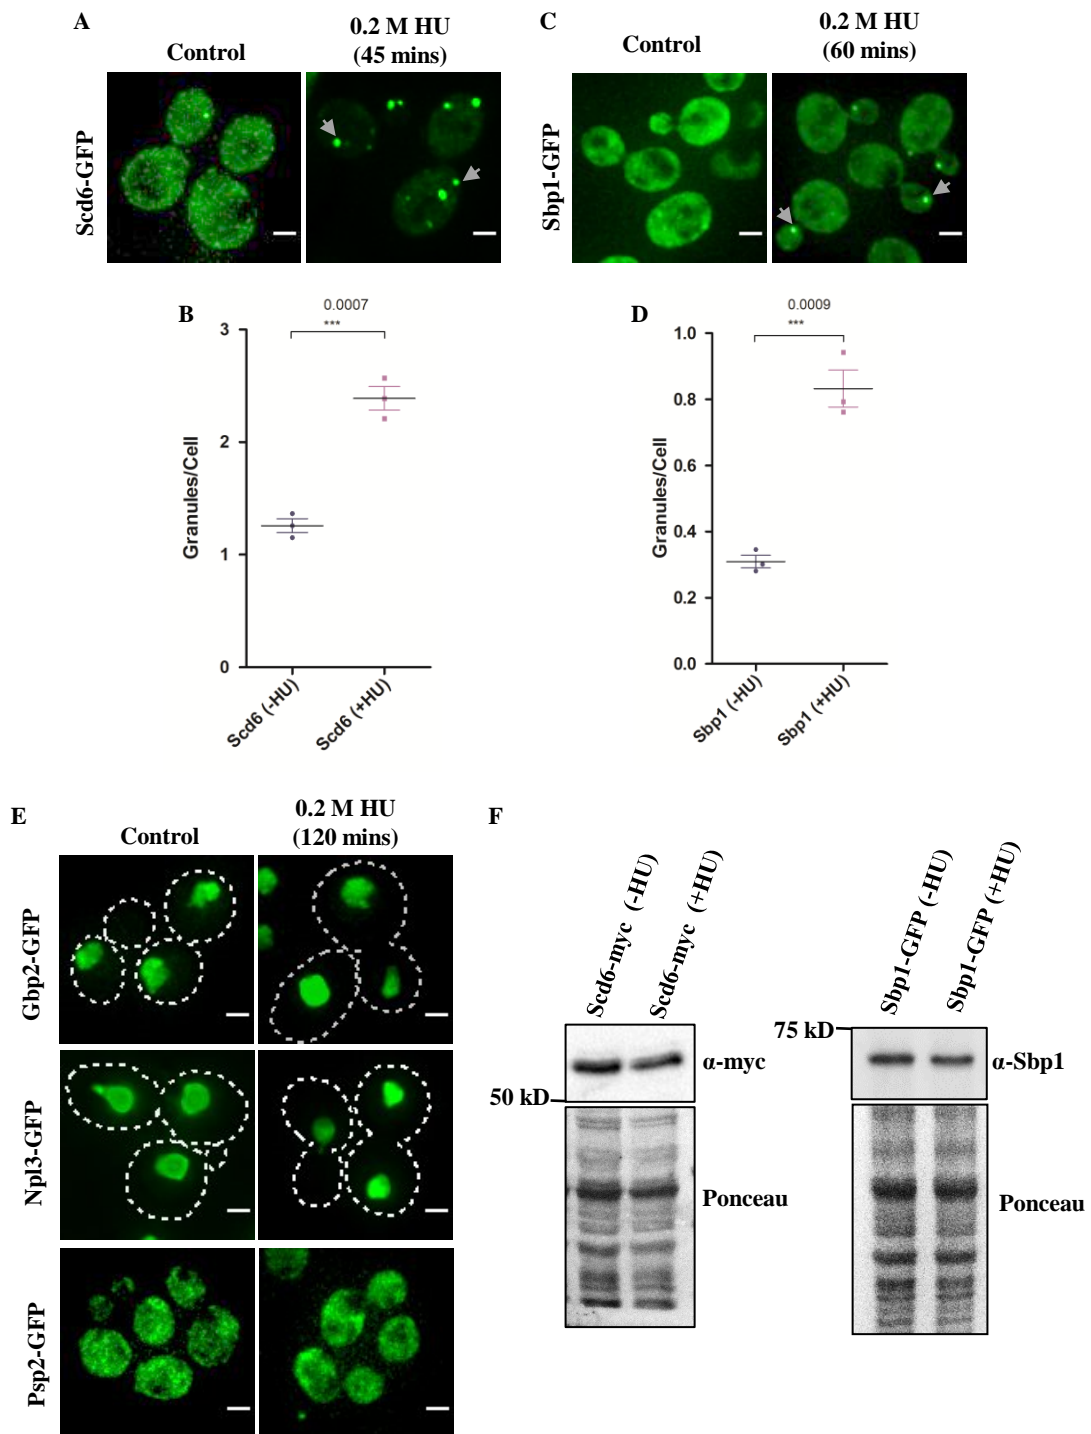 A
Control
0.2 M HU
(45 mins)
Scd6-GFP
C
Control
0.2 M HU
(60 mins)
Sbp1-GFP
B
0.0007
***
3
2
1
0
Granules/Cell
Scd6 (-HU)
Scd6 (+HU)
D
0.0009
***
1.0
0.8
0.6
0.4
0.2
0.0
Granules/Cell
Sbp1 (-HU)
Sbp1 (+HU)
E
Control
0.2 M HU
(120 mins)
Gbp2-GFP
Npl3-GFP
Psp2-GFP
F
Scd6-myc (-HU)
Scd6-myc (+HU)
50 kD
α-myc
Ponceau
Sbp1-GFP (-HU)
Sbp1-GFP (+HU)
75 kD
α-Sbp1
Ponceau